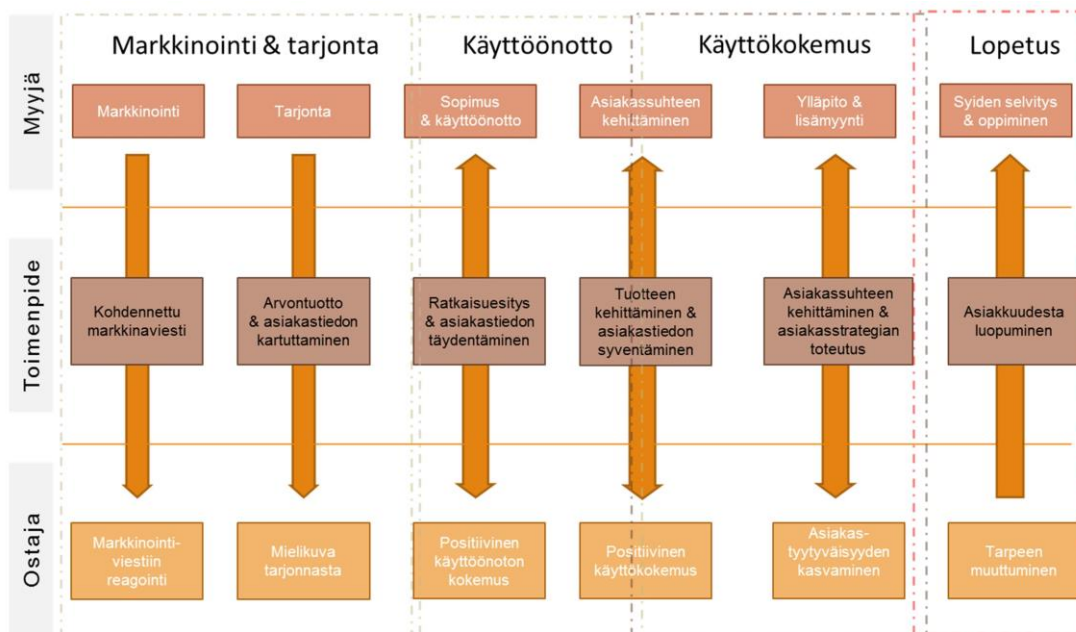 Markkinointi & tarjonta
Käyttöönotto
Käyttökokemus
Lopetus
Myyjä
Markkinointi
Tarjonta
Sopimus
& käyttöönotto
Asiakassuhteen
kehittäminen
Ylläpito &
lisämyynti
Syiden selvitys
& oppiminen
Toimenpide
Kohdennettu
markkinaviesti
Arvontuotto
& asiakastiedon
kartuttaminen
Ratkaisuesitys
& asiakastiedon
täydentäminen
Tuotteen
kehittäminen &
asiakastiedon
syventäminen
Asiakassuhteen
kehittäminen &
asiakasstrategian
toteutus
Asiakkuudesta
luopuminen
Ostaja
Markkinointi-
viestiin
reagointi
Mielikuva
tarjonnasta
Positiivinen
käyttöönoton
kokemus
Positiivinen
käyttökokemus
Asiakas-
tyytyväisyyden
kasvaminen
Tarpeen
muuttuminen